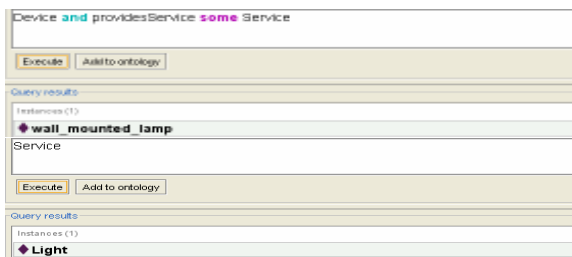 Device and providesService some Service
Execute Add to ontology
Query results
Instances (1)
wall_mounted_lamp
Service
Execute Add to ontology
Query results
Instances (1)
Light